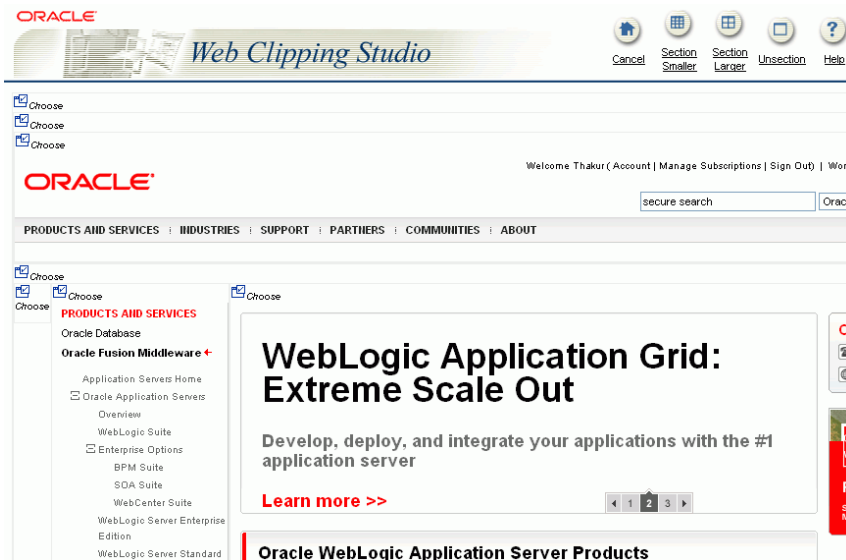 ORACLE
Web Clipping Studio
Cancel
Section Smaller
Section Larger
Unsection
Help
Choose
Choose
Choose
Welcome Thakur ( Account | Manage Subscriptions | Sign Out) |
ORACLE
secure search
PRODUCTS AND SERVICES | INDUSTRIES | SUPPORT | PARTNERS | COMMUNITIES | ABOUT
Choose
Choose
Choose
Choose
PRODUCTS AND SERVICES
Oracle Database
Oracle Fusion Middleware
Application Servers Home
Oracle Application Servers
Overview
WebLogic Suite
Enterprise Options
BPM Suite
SOA Suite
WebCenter Suite
WebLogic Server Enterprise
Edition
WebLogic Server Standard
WebLogic Application Grid:
Extreme Scale Out
Develop, deploy, and integrate your applications with the #1
application server
Learn more >>
1 2 3
Oracle WebLogic Application Server Products